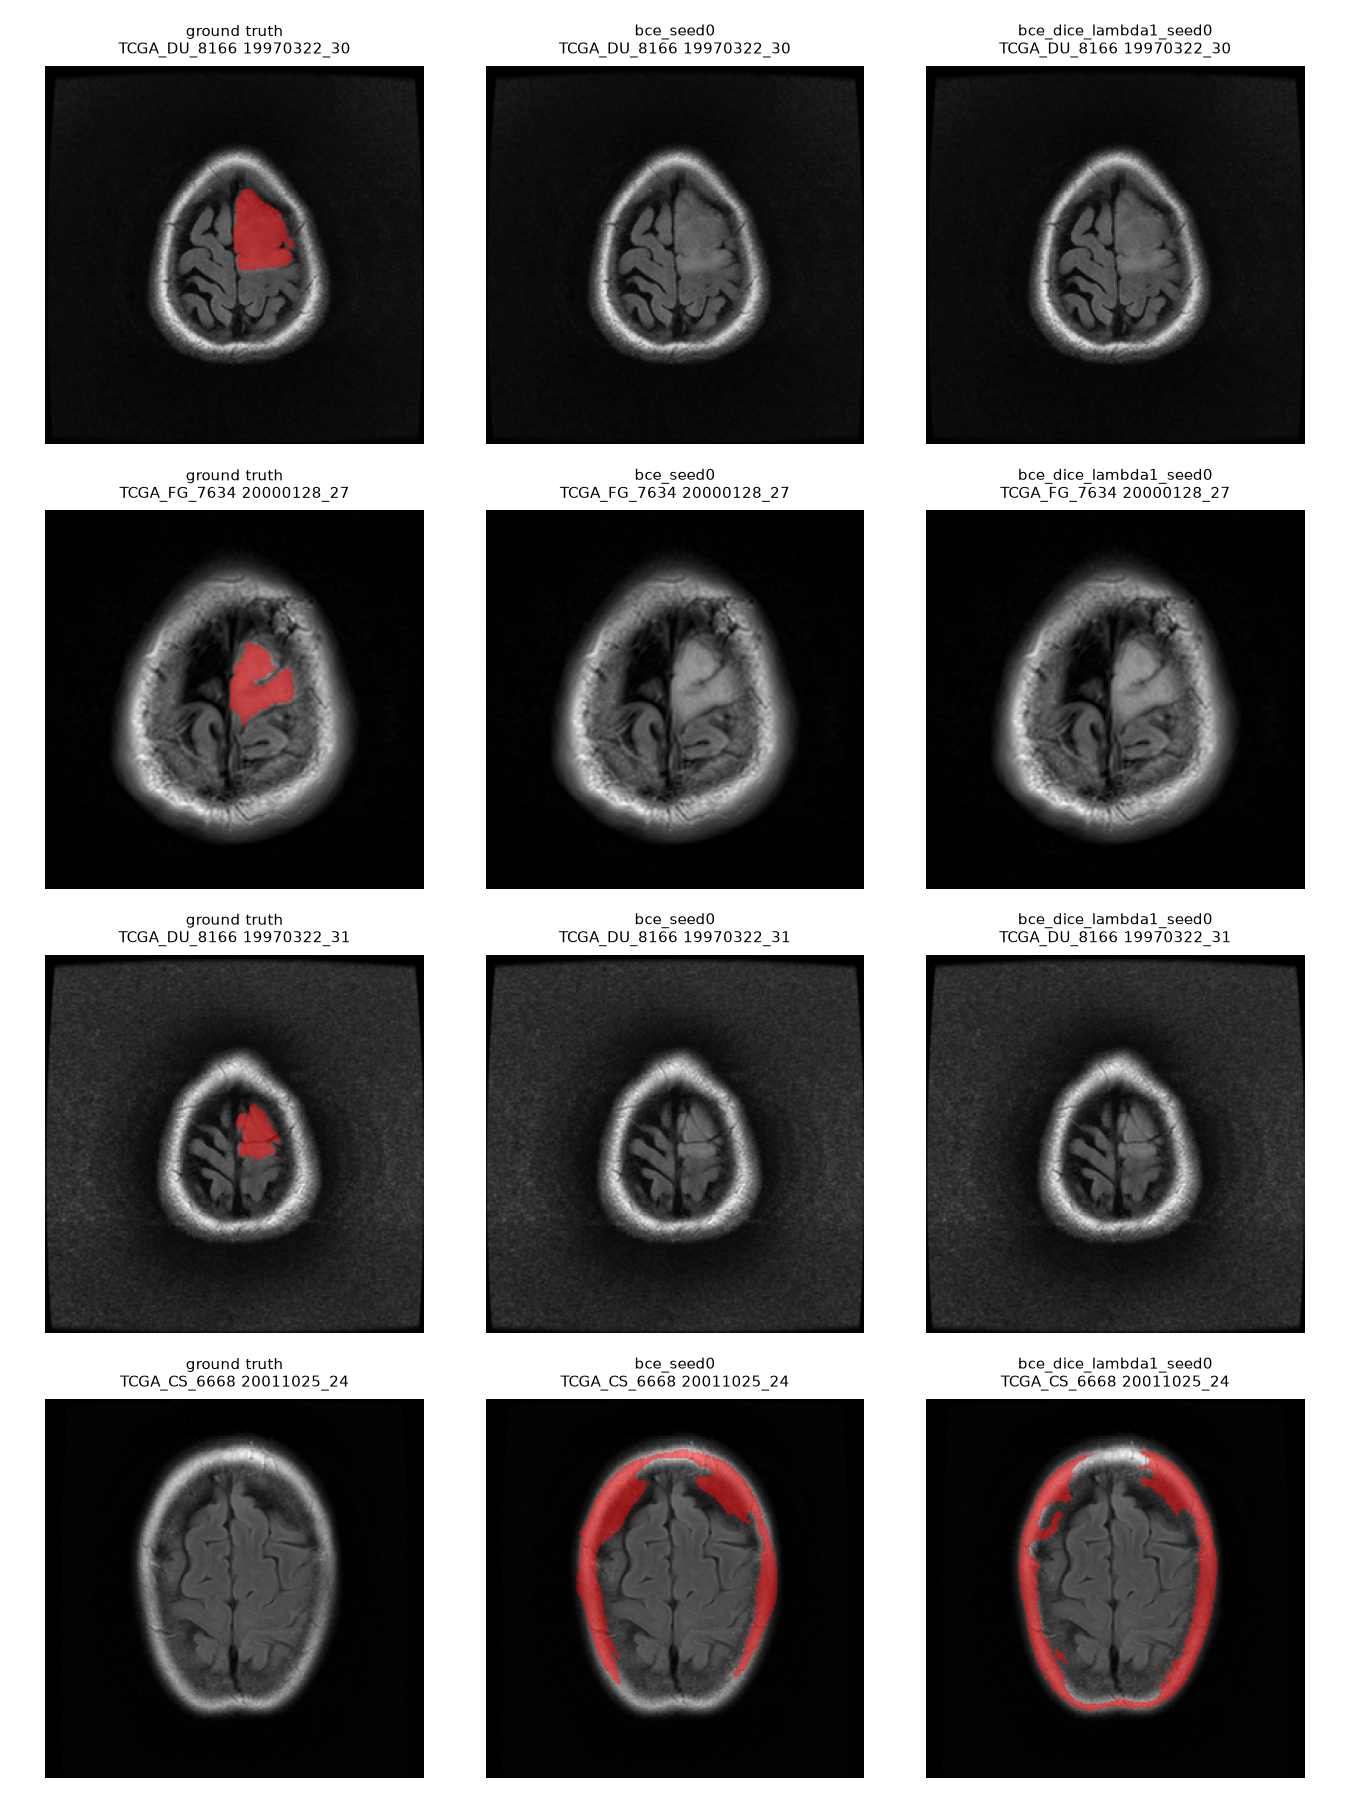 ground truth
TCGA_DU_8166 19970322_30
bce_seed0
TCGA_DU_8166 19970322_30
bce_dice_lambda1_seed0
TCGA_DU_8166 19970322_30
ground truth
TCGA_FG_7634 20000128_27
bce_seed0
TCGA_FG_7634 20000128_27
bce_dice_lambda1_seed0
TCGA_FG_7634 20000128_27
ground truth
TCGA_DU_8166 19970322_31
bce_seed0
TCGA_DU_8166 19970322_31
bce_dice_lambda1_seed0
TCGA_DU_8166 19970322_31
ground truth
TCGA_CS_6668 20011025_24
bce_seed0
TCGA_CS_6668 20011025_24
bce_dice_lambda1_seed0
TCGA_CS_6668 20011025_24